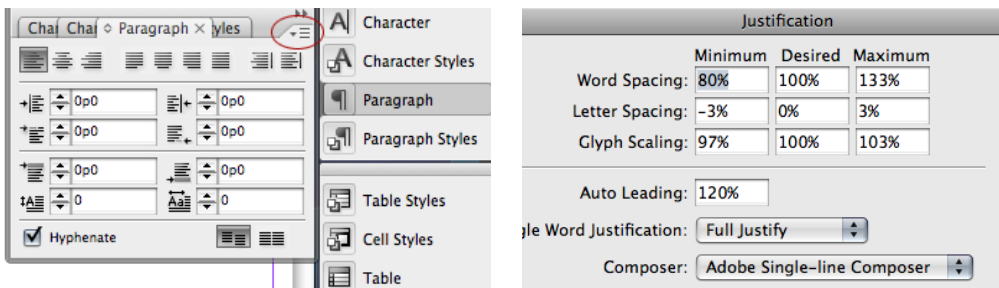 Char
Char
Paragraph
yles
0p0
0p0
0p0
0p0
0p0
0p0
0
0
Hyphenate
Character
Character Styles
Paragraph
Paragraph Styles
Table Styles
Cell Styles
Table
Justification
Minimum Desired Maximum
Word Spacing: 80% 100% 133%
Letter Spacing: -3% 0% 3%
Glyph Scaling: 97% 100% 103%
Auto Leading: 120%
gle Word Justification: Full Justify
Composer: Adobe Single-line Composer